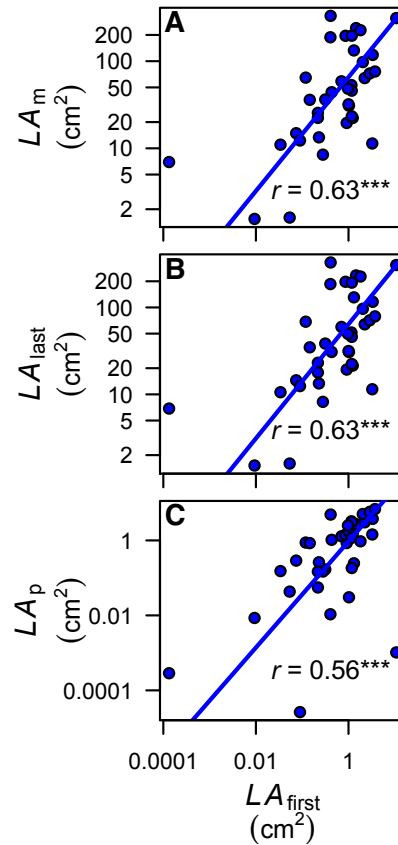 A
200
100
50
20
10
5
2
LAm
(cm²)
r = 0.63***
B
200
100
50
20
10
5
2
LAlast
(cm²)
r = 0.63***
C
1
0.01
0.0001
LAp
(cm²)
r = 0.56***
0.0001 0.01 1
LAfirst
(cm²)